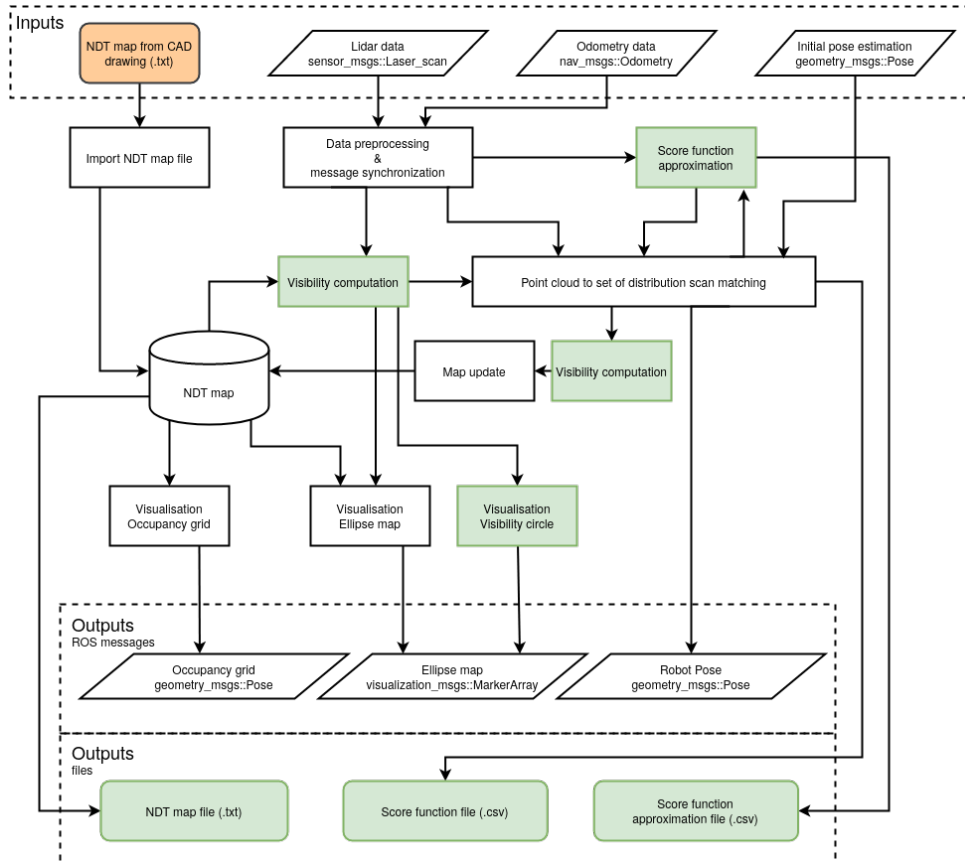 Inputs
NDT map from CAD
drawing (.txt)
Lidar data
sensor_msgs::Laser_scan
Odometry data
nav_msgs::Odometry
Initial pose estimation
geometry_msgs::Pose
Import NDT map file
Data preprocessing
&
message synchronization
Score function
approximation
Visibility computation
Point cloud to set of distribution scan matching
NDT map
Map update
Visibility computation
Visualisation
Occupancy grid
Visualisation
Ellipse map
Visualisation
Visibility circle
Outputs
ROS messages
Occupancy grid
geometry_msgs::Pose
Ellipse map
visualization_msgs::MarkerArray
Robot Pose
geometry_msgs::Pose
Outputs
files
NDT map file (.txt)
Score function file (.csv)
Score function
approximation file (.csv)